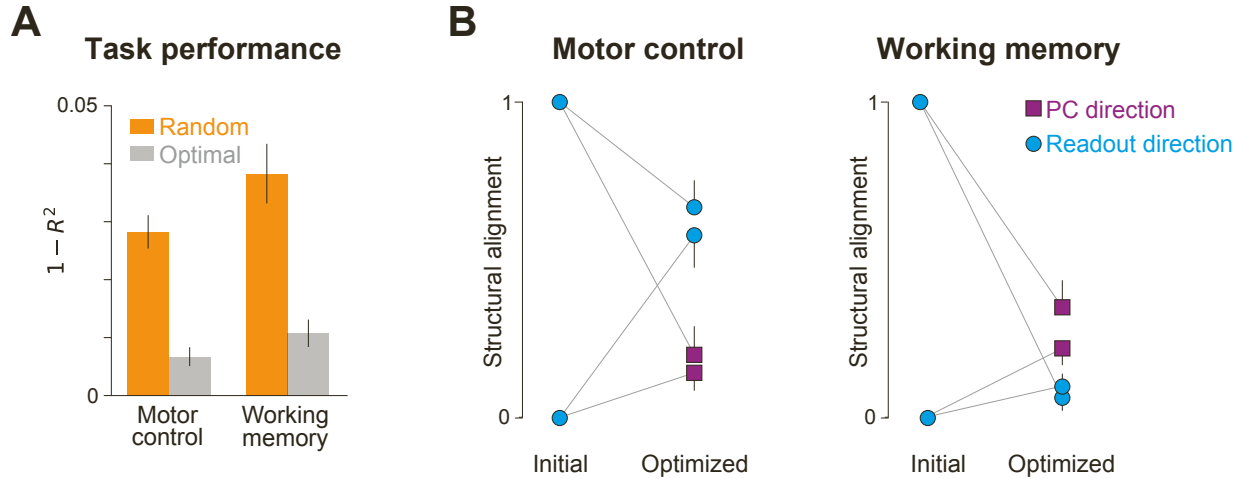 A
Task performance
0.05
Random
Optimal
1 − R²
0
Motor
control
Working
memory
B
Motor control
1
Structural alignment
0
Initial
Optimized
Working memory
1
PC direction
Readout direction
Structural alignment
0
Initial
Optimized